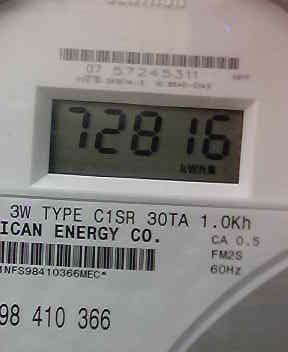 07 57245311
72816
kWh
3W TYPE C1SR 30TA 1.0Kh
ICAN ENERGY CO.
CA 0.5
FM2S
60Hz
1NFS98410366MEC*
98 410 366